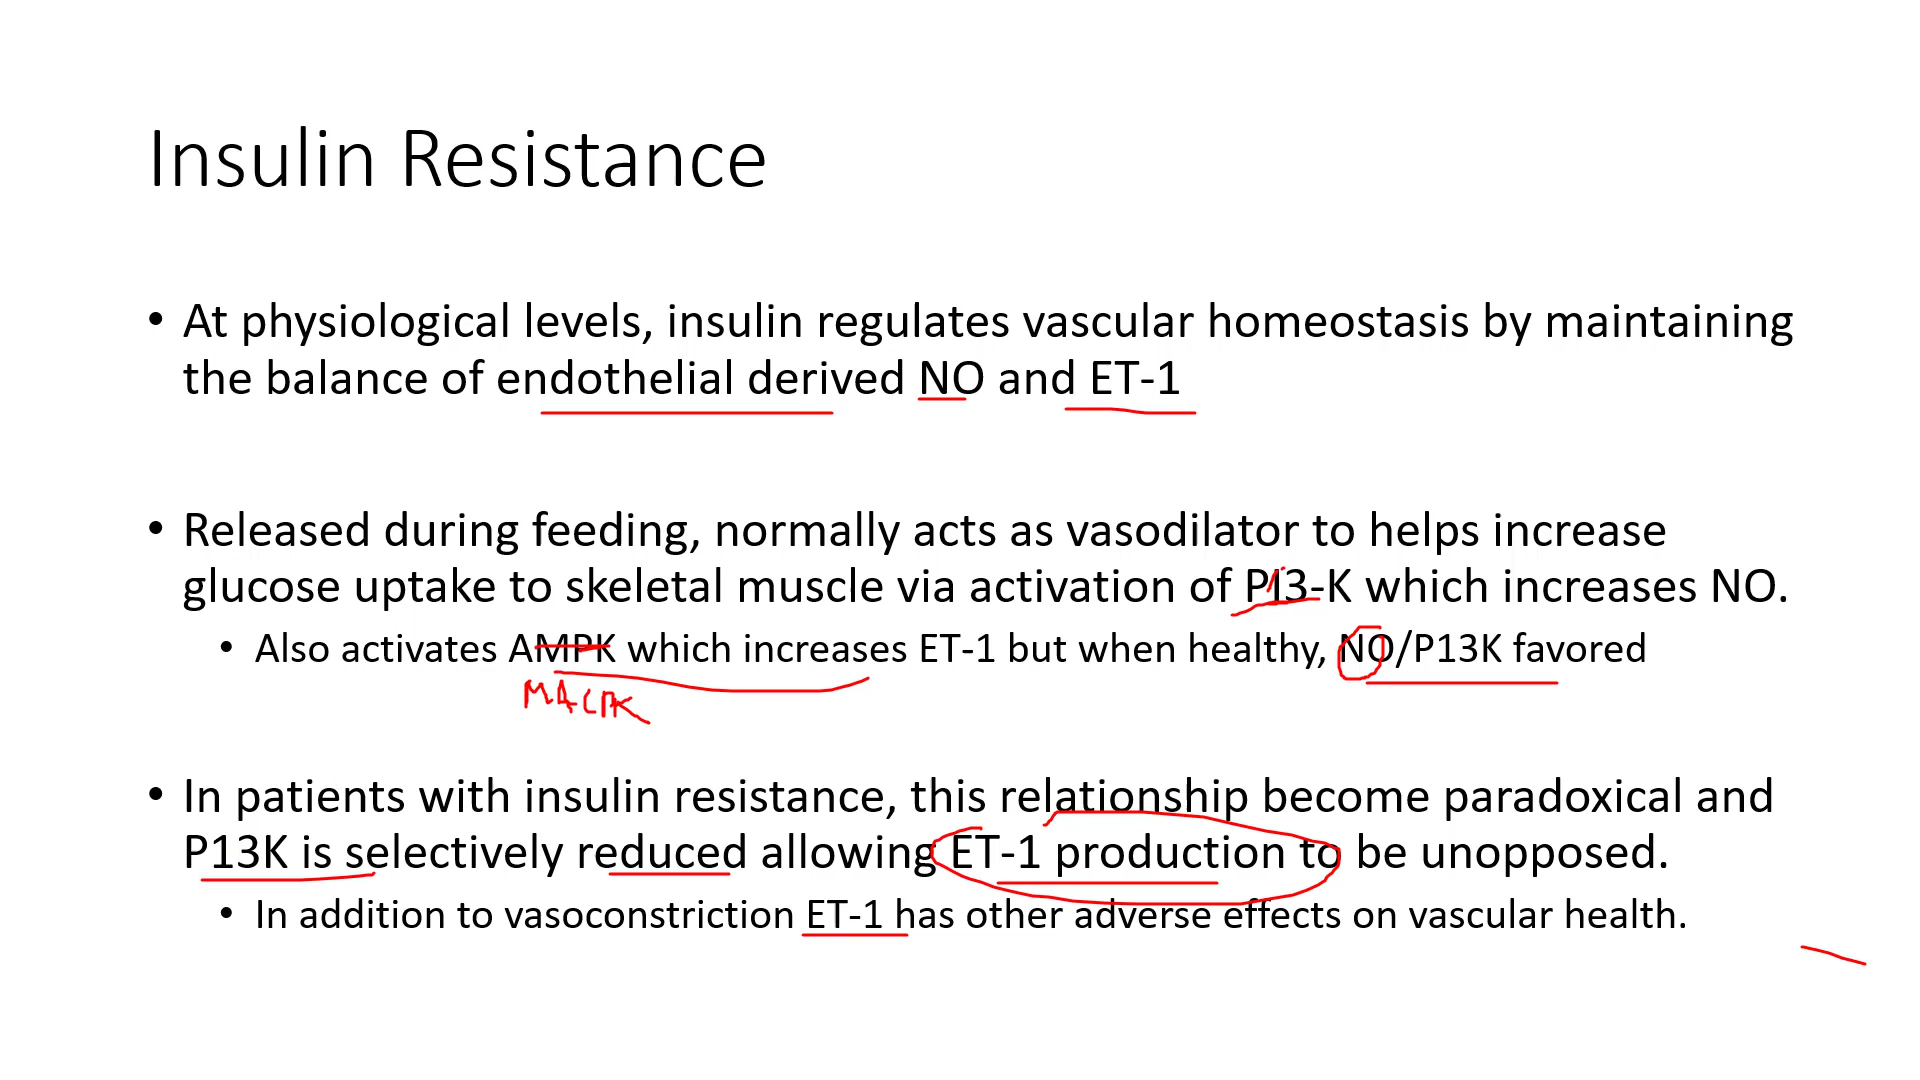 Insulin Resistance
• At physiological levels, insulin regulates vascular homeostasis by maintaining
the balance of endothelial derived NO and ET-1
• Released during feeding, normally acts as vasodilator to helps increase
glucose uptake to skeletal muscle via activation of PI3-K which increases NO.
• Also activates AMPK which increases ET-1 but when healthy, NO/P13K favored
• In patients with insulin resistance, this relationship become paradoxical and
P13K is selectively reduced allowing ET-1 production to be unopposed.
• In addition to vasoconstriction ET-1 has other adverse effects on vascular health.